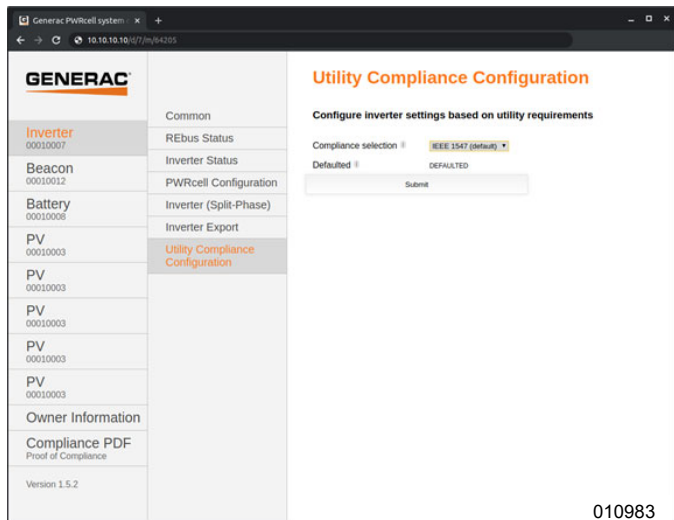 Generac PWRcell system
10.10.10.10/d/7/m/64205
GENERAC
Inverter
00010007
Beacon
00010012
Battery
00010008
PV
00010003
PV
00010003
PV
00010003
PV
00010003
PV
00010003
Owner Information
Compliance PDF
Proof of Compliance
Version 1.5.2
Common
REbus Status
Inverter Status
PWRcell Configuration
Inverter (Split-Phase)
Inverter Export
Utility Compliance
Configuration
Utility Compliance Configuration
Configure inverter settings based on utility requirements
Compliance selection IEEE 1547 (default)
Defaulted DEFAULTED
Submit
010983